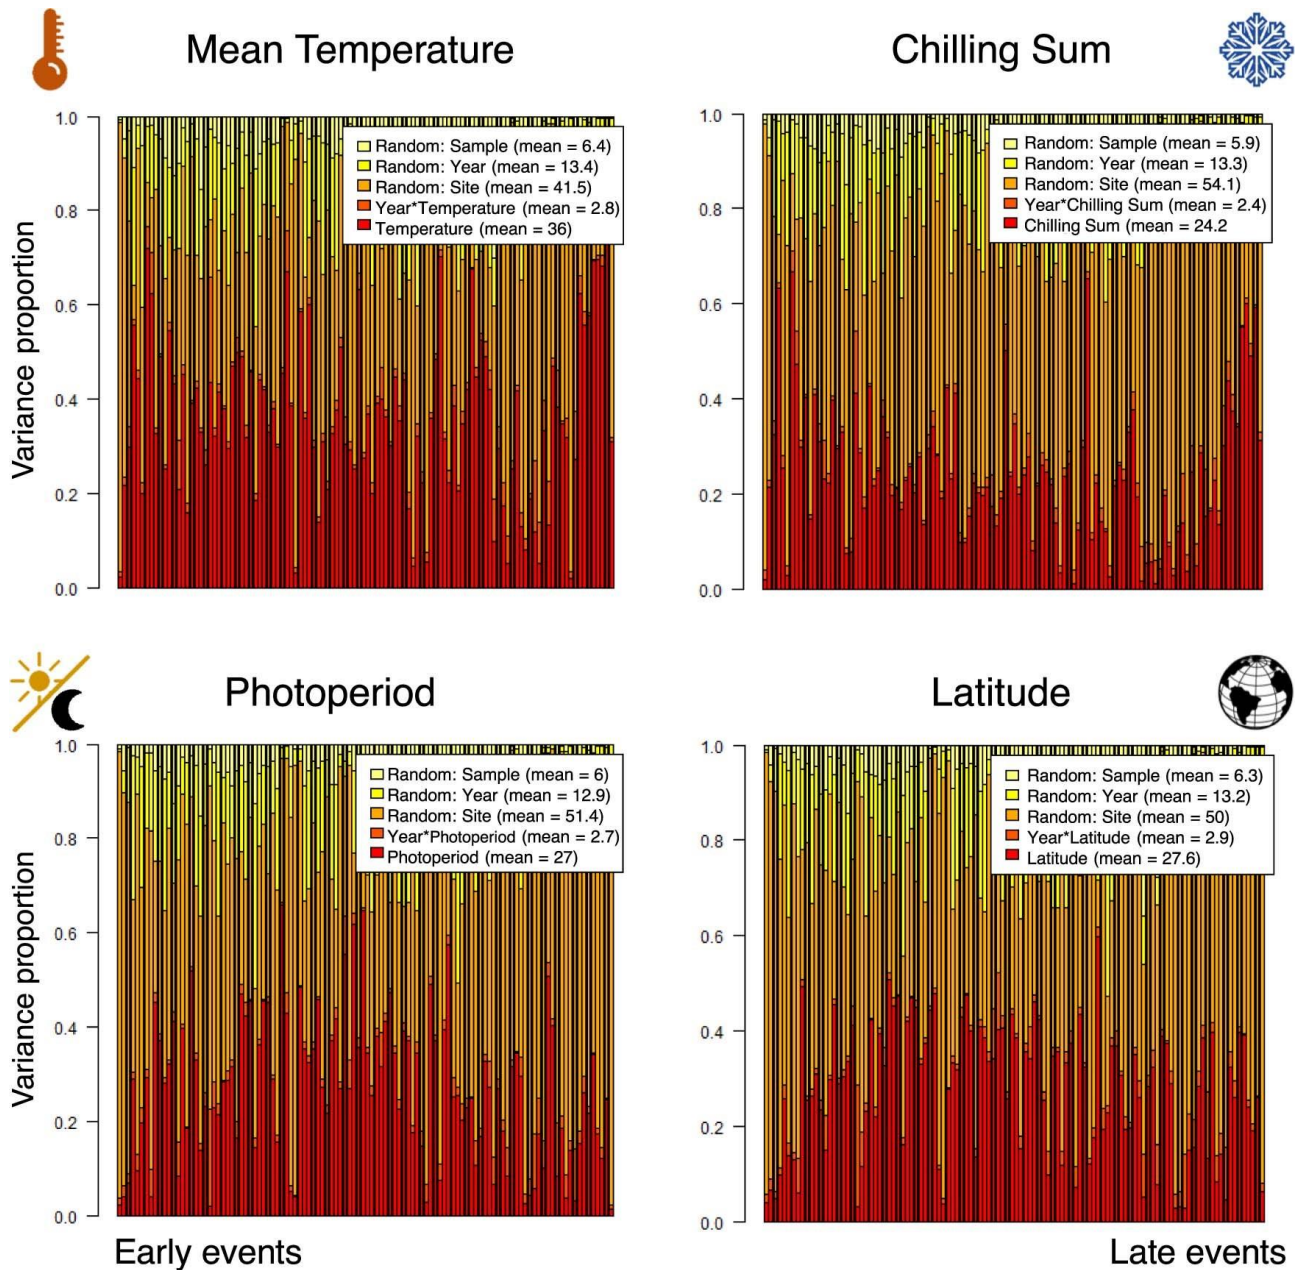 Mean Temperature
Variance proportion
1.0
0.8
0.6
0.4
0.2
0.0
Random: Sample (mean = 6.4)
Random: Year (mean = 13.4)
Random: Site (mean = 41.5)
Year*Temperature (mean = 2.8)
Temperature (mean = 36)
Chilling Sum
1.0
0.8
0.6
0.4
0.2
0.0
Random: Sample (mean = 5.9)
Random: Year (mean = 13.3)
Random: Site (mean = 54.1)
Year*Chilling Sum (mean = 2.4)
Chilling Sum (mean = 24.2
Photoperiod
Variance proportion
1.0
0.8
0.6
0.4
0.2
0.0
Random: Sample (mean = 6)
Random: Year (mean = 12.9)
Random: Site (mean = 51.4)
Year*Photoperiod (mean = 2.7)
Photoperiod (mean = 27)
Latitude
1.0
0.8
0.6
0.4
0.2
0.0
Random: Sample (mean = 6.3)
Random: Year (mean = 13.2)
Random: Site (mean = 50)
Year*Latitude (mean = 2.9)
Latitude (mean = 27.6)
Early events
Late events